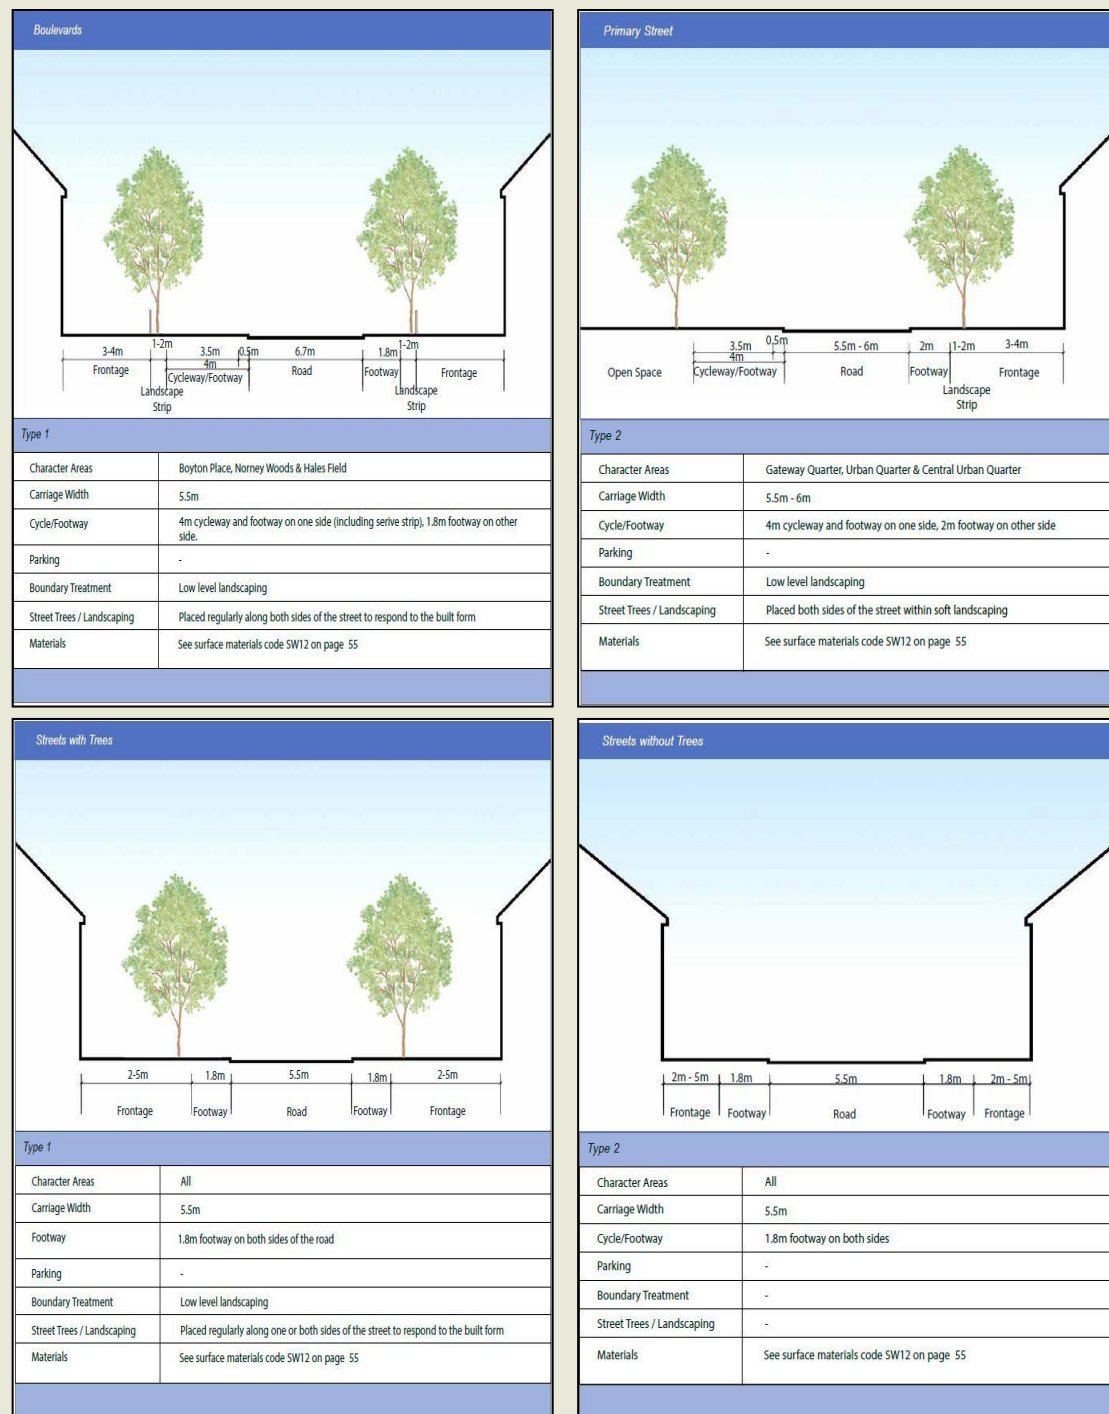 Boulevards
1-2m
1-2m
3-4m
3.5m
0.5m
6.7m
1.8m
4m
Frontage
Cycleway/Footway
Road
Footway
Frontage
Landscape
Strip
Landscape
Strip
Type 1
Character Areas
Boyton Place, Norney Woods & Hales Field
Carriage Width
5.5m
Cycle/Footway
4m cycleway and footway on one side (including serive strip), 1.8m footway on other
side.
Parking
-
Boundary Treatment
Low level landscaping
Street Trees / Landscaping
Placed regularly along both sides of the street to respond to the built form
Materials
See surface materials code SW12 on page 55
Primary Street
3.5m
0.5m
5.5m - 6m
2m
1-2m
3-4m
4m
Open Space
Cycleway/Footway
Road
Footway
Frontage
Landscape
Strip
Type 2
Character Areas
Gateway Quarter, Urban Quarter & Central Urban Quarter
Carriage Width
5.5m - 6m
Cycle/Footway
4m cycleway and footway on one side, 2m footway on other side
Parking
-
Boundary Treatment
Low level landscaping
Street Trees / Landscaping
Placed both sides of the street within soft landscaping
Materials
See surface materials code SW12 on page 55
Streets with Trees
2-5m
1.8m
5.5m
1.8m
2-5m
Frontage
Footway
Road
Footway
Frontage
Type 1
Character Areas
All
Carriage Width
5.5m
Footway
1.8m footway on both sides of the road
Parking
-
Boundary Treatment
Low level landscaping
Street Trees / Landscaping
Placed regularly along one or both sides of the street to respond to the built form
Materials
See surface materials code SW12 on page 55
Streets without Trees
2m - 5m
1.8m
5.5m
1.8m
2m - 5m
Frontage
Footway
Road
Footway
Frontage
Type 2
Character Areas
All
Carriage Width
5.5m
Cycle/Footway
1.8m footway on both sides
Parking
-
Boundary Treatment
-
Street Trees / Landscaping
-
Materials
See surface materials code SW12 on page 55